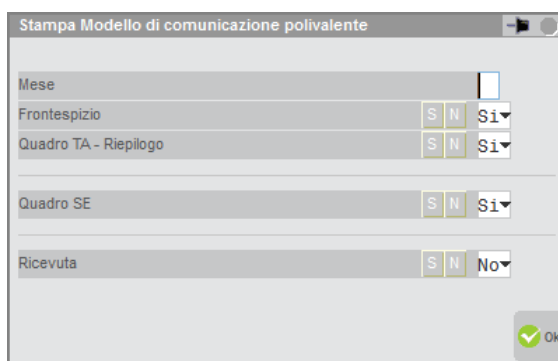 Stampa Modello di comunicazione polivalente
Mese
Frontespizio S N Si
Quadro TA - Riepilogo S N Si
Quadro SE S N Si
Ricevuta S N No
Ok